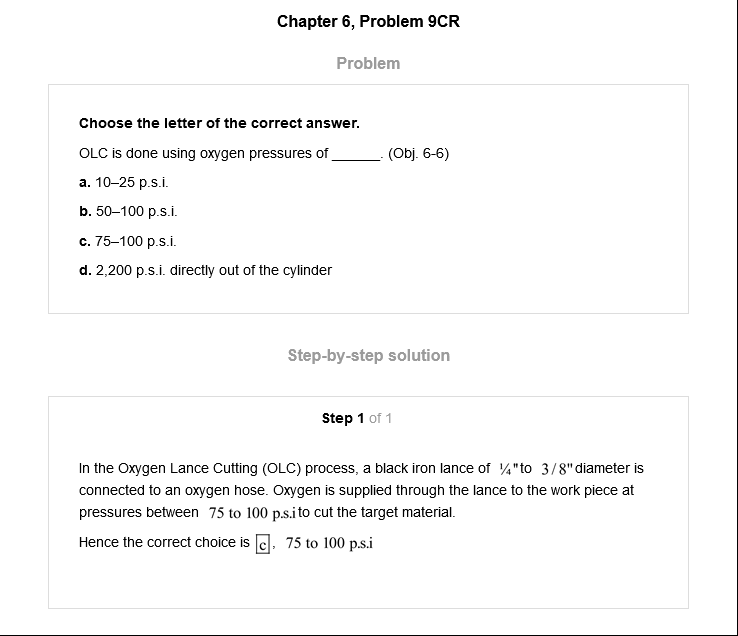 Chapter 6, Problem 9CR
Problem
Choose the letter of the correct answer.
OLC is done using oxygen pressures of ______. (Obj. 6-6)
a. 10–25 p.s.i.
b. 50–100 p.s.i.
c. 75–100 p.s.i.
d. 2,200 p.s.i. directly out of the cylinder
Step-by-step solution
Step 1 of 1
In the Oxygen Lance Cutting (OLC) process, a black iron lance of ¼" to 3/8" diameter is
connected to an oxygen hose. Oxygen is supplied through the lance to the work piece at
pressures between 75 to 100 p.s.i to cut the target material.
Hence the correct choice is c, 75 to 100 p.s.i